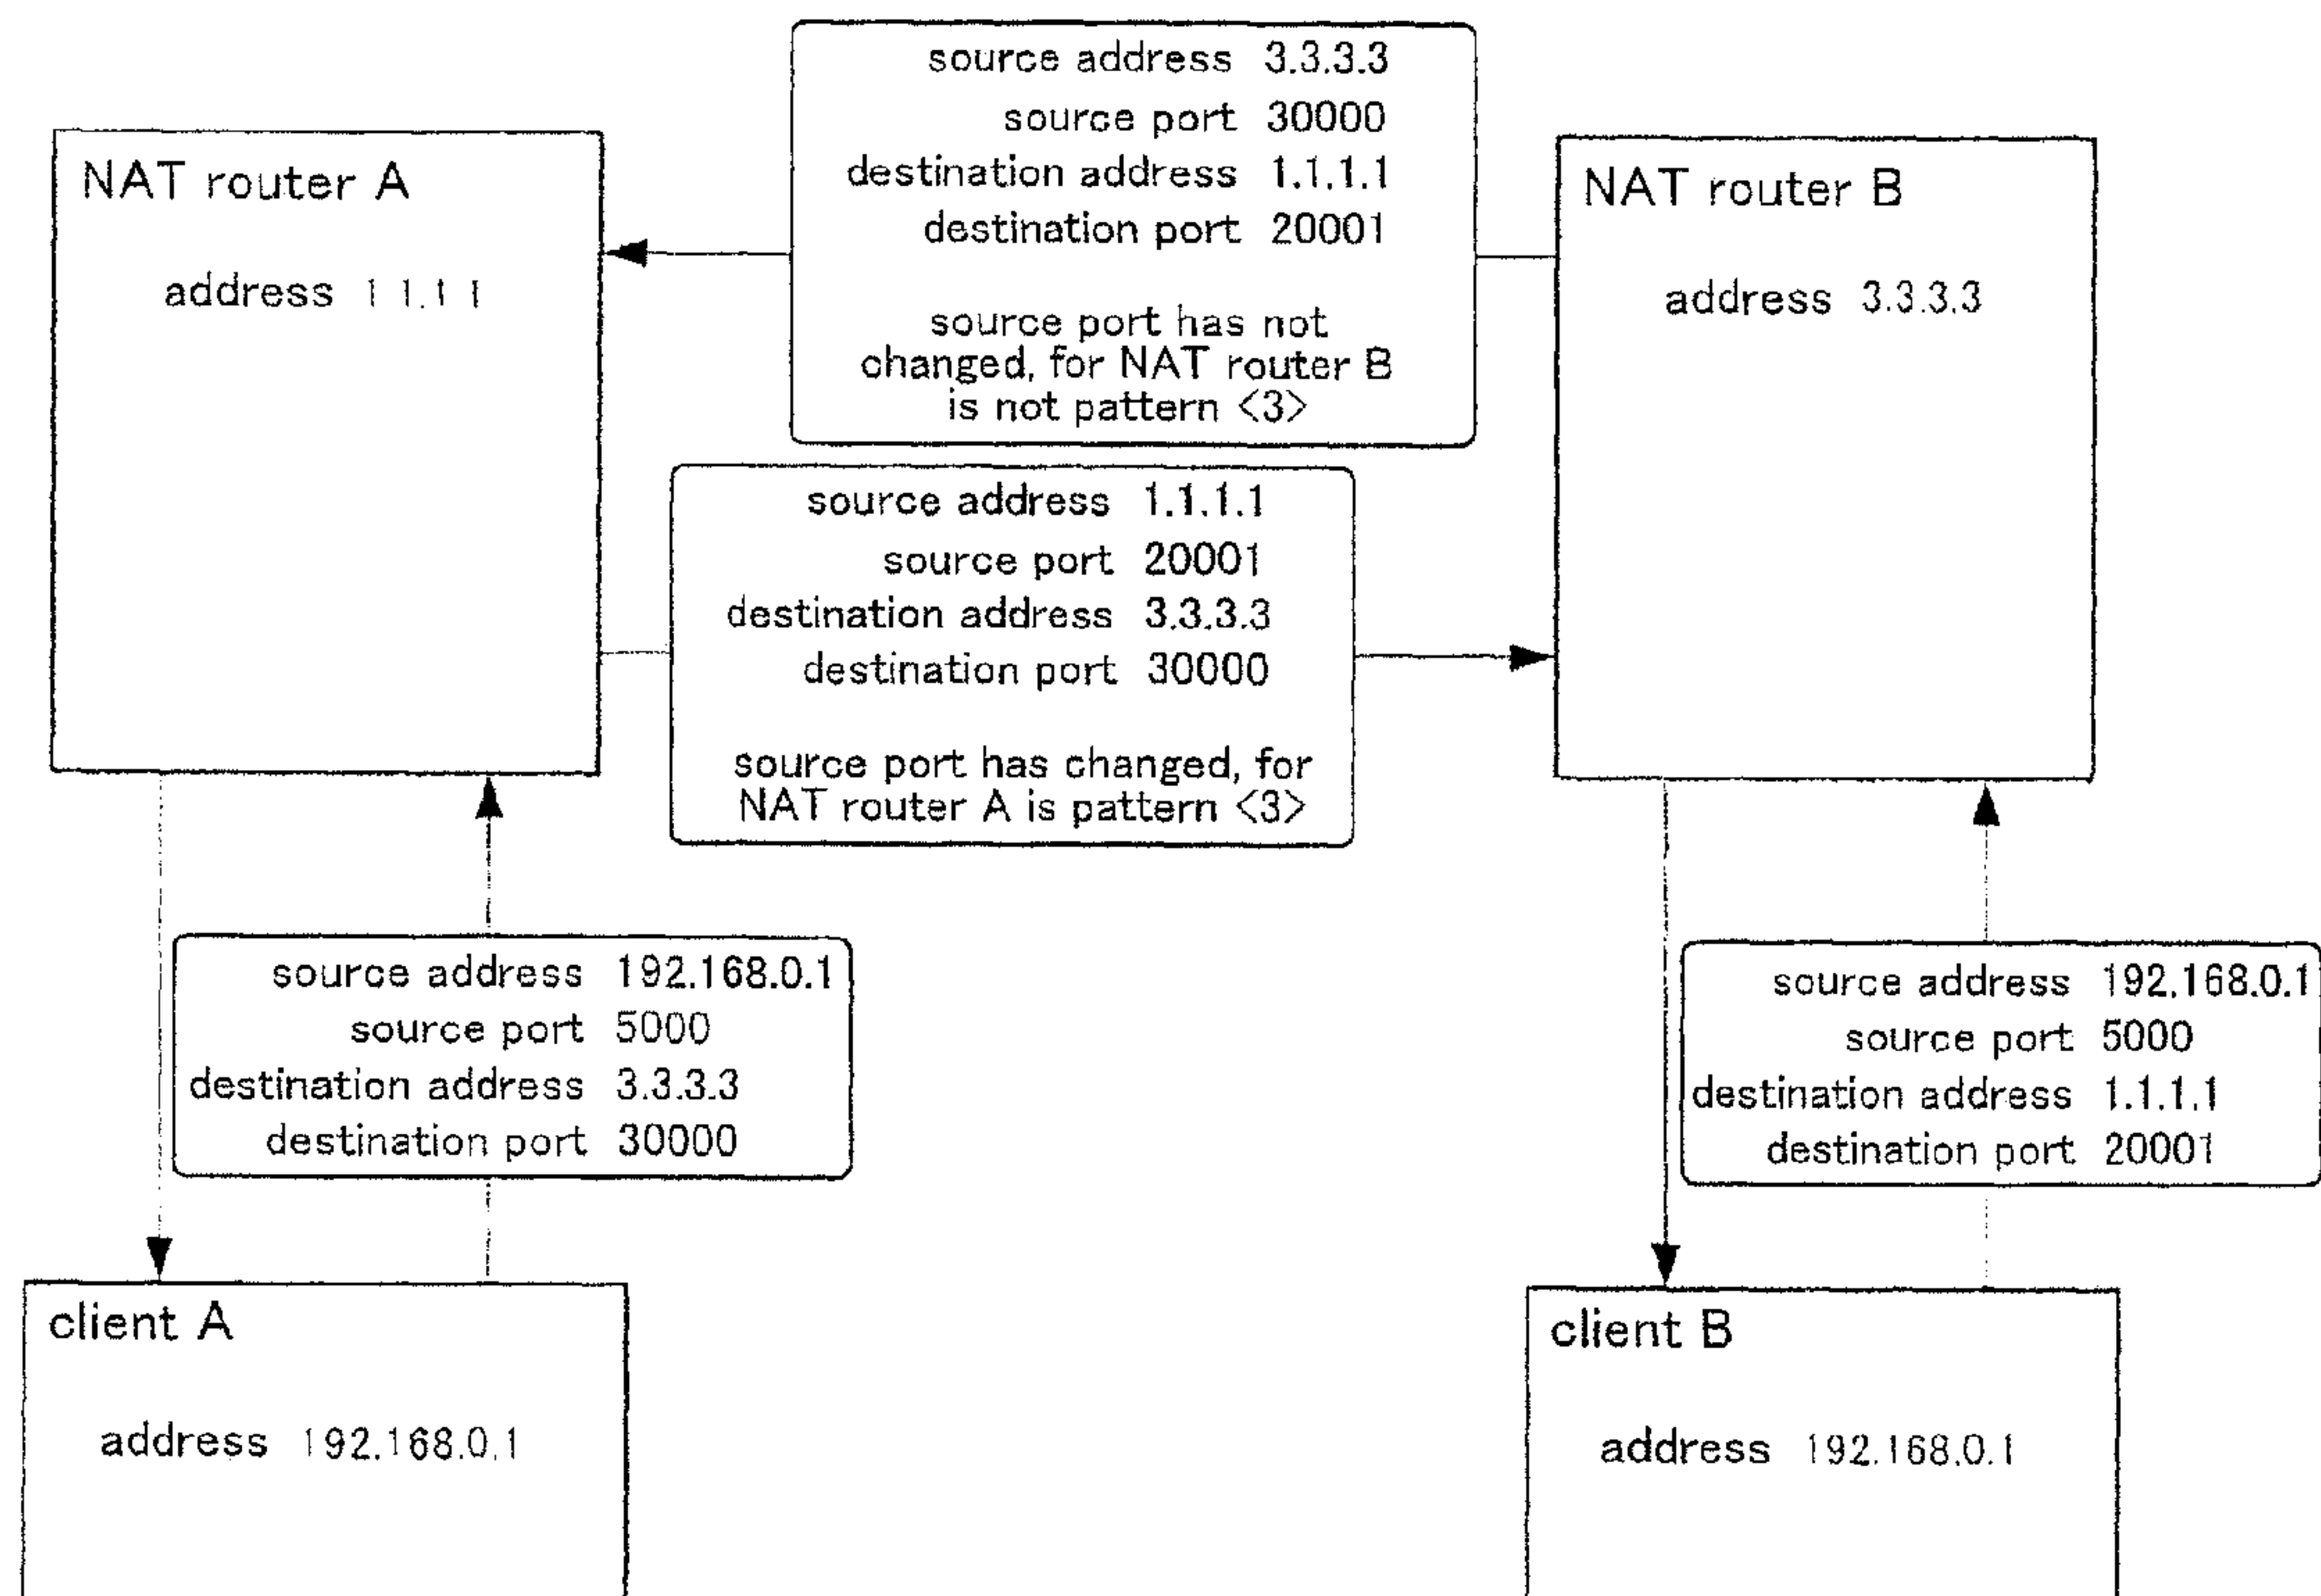 source address 3.3.3.3
source port 30000
destination address 1.1.1.1
destination port 20001
source port has not
changed, for NAT router B
is not pattern <3>
NAT router A
address 1.1.1.1
NAT router B
address 3.3.3.3
source address 1.1.1.1
source port 20001
destination address 3.3.3.3
destination port 30000
source port has changed, for
NAT router A is pattern <3>
source address 192.168.0.1
source port 5000
destination address 3.3.3.3
destination port 30000
source address 192.168.0.1
source port 5000
destination address 1.1.1.1
destination port 20001
client A
address 192.168.0.1
client B
address 192.168.0.1